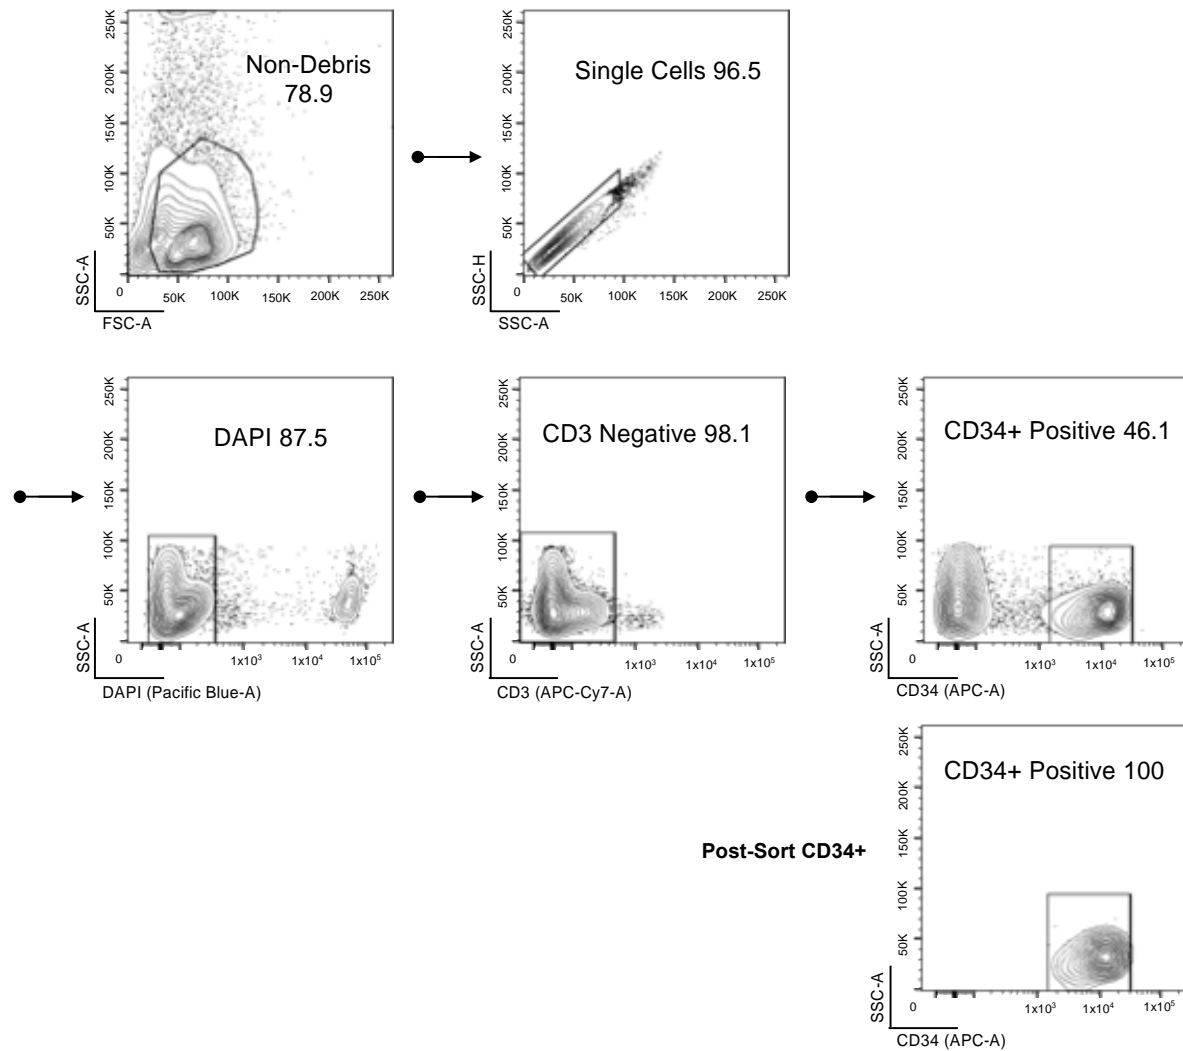 Non-Debris
78.9
250K
200K
150K
100K
50K
0
50K
100K
150K
200K
250K
SSC-A
FSC-A
Single Cells 96.5
250K
200K
150K
100K
50K
0
50K
100K
150K
200K
250K
SSC-H
SSC-A
DAPI 87.5
250K
200K
150K
100K
50K
0
1x10³
1x10⁴
1x10⁵
SSC-A
DAPI (Pacific Blue-A)
CD3 Negative 98.1
250K
200K
150K
100K
50K
0
1x10³
1x10⁴
1x10⁵
SSC-A
CD3 (APC-Cy7-A)
CD34+ Positive 46.1
250K
200K
150K
100K
50K
0
1x10³
1x10⁴
1x10⁵
SSC-A
CD34 (APC-A)
Post-Sort CD34+
CD34+ Positive 100
250K
200K
150K
100K
50K
0
1x10³
1x10⁴
1x10⁵
SSC-A
CD34 (APC-A)